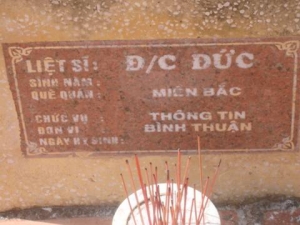 LIỆT SĨ : Đ/C ĐỨC
SINH NĂM :
QUÊ QUÁN : MIỀN BẮC
CHỨC VỤ : THÔNG TIN
ĐƠN VỊ BÌNH THUẬN
NGÀY HY SINH :